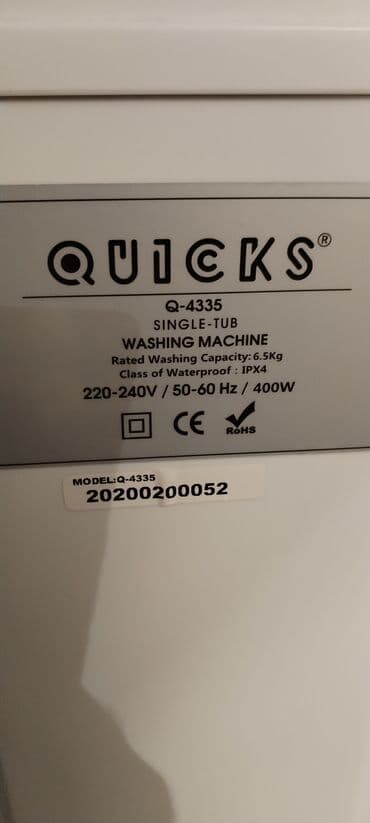 QUICKS®
Q-4335
SINGLE-TUB
WASHING MACHINE
Rated Washing Capacity: 6.5Kg
Class of Waterproof : IPX4
220-240V / 50-60 Hz / 400W
CE
RoHS
MODEL:Q-4335
20200200052